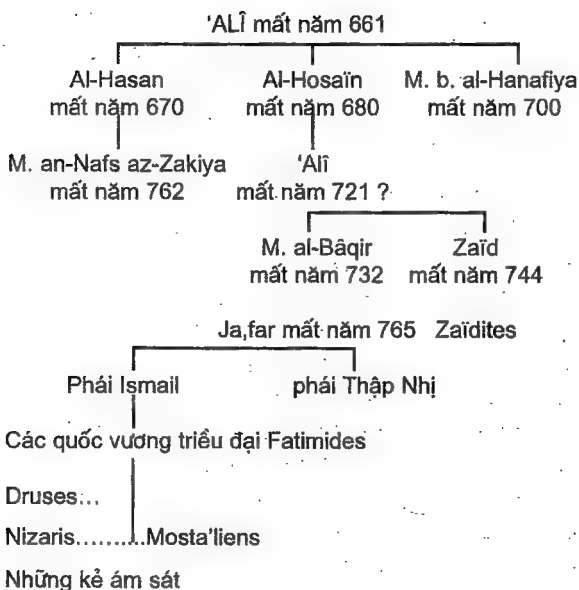 'ALÎ mất năm 661
Al-Hasan Al-Hosaïn M. b. al-Hanafiya
mất năm 670 mất năm 680 mất năm 700
M. an-Nafs az-Zakiya 'Alî
mất năm 762 mất năm 721 ?
M. al-Bâqir Zaïd
mất năm 732 mất năm 744
Ja,far mất năm 765 Zaïdites
Phái Ismail phái Thập Nhị
Các quốc vương triều đại Fatimides
Druses...
Nizaris..........Mosta'liens
Những kẻ ám sát